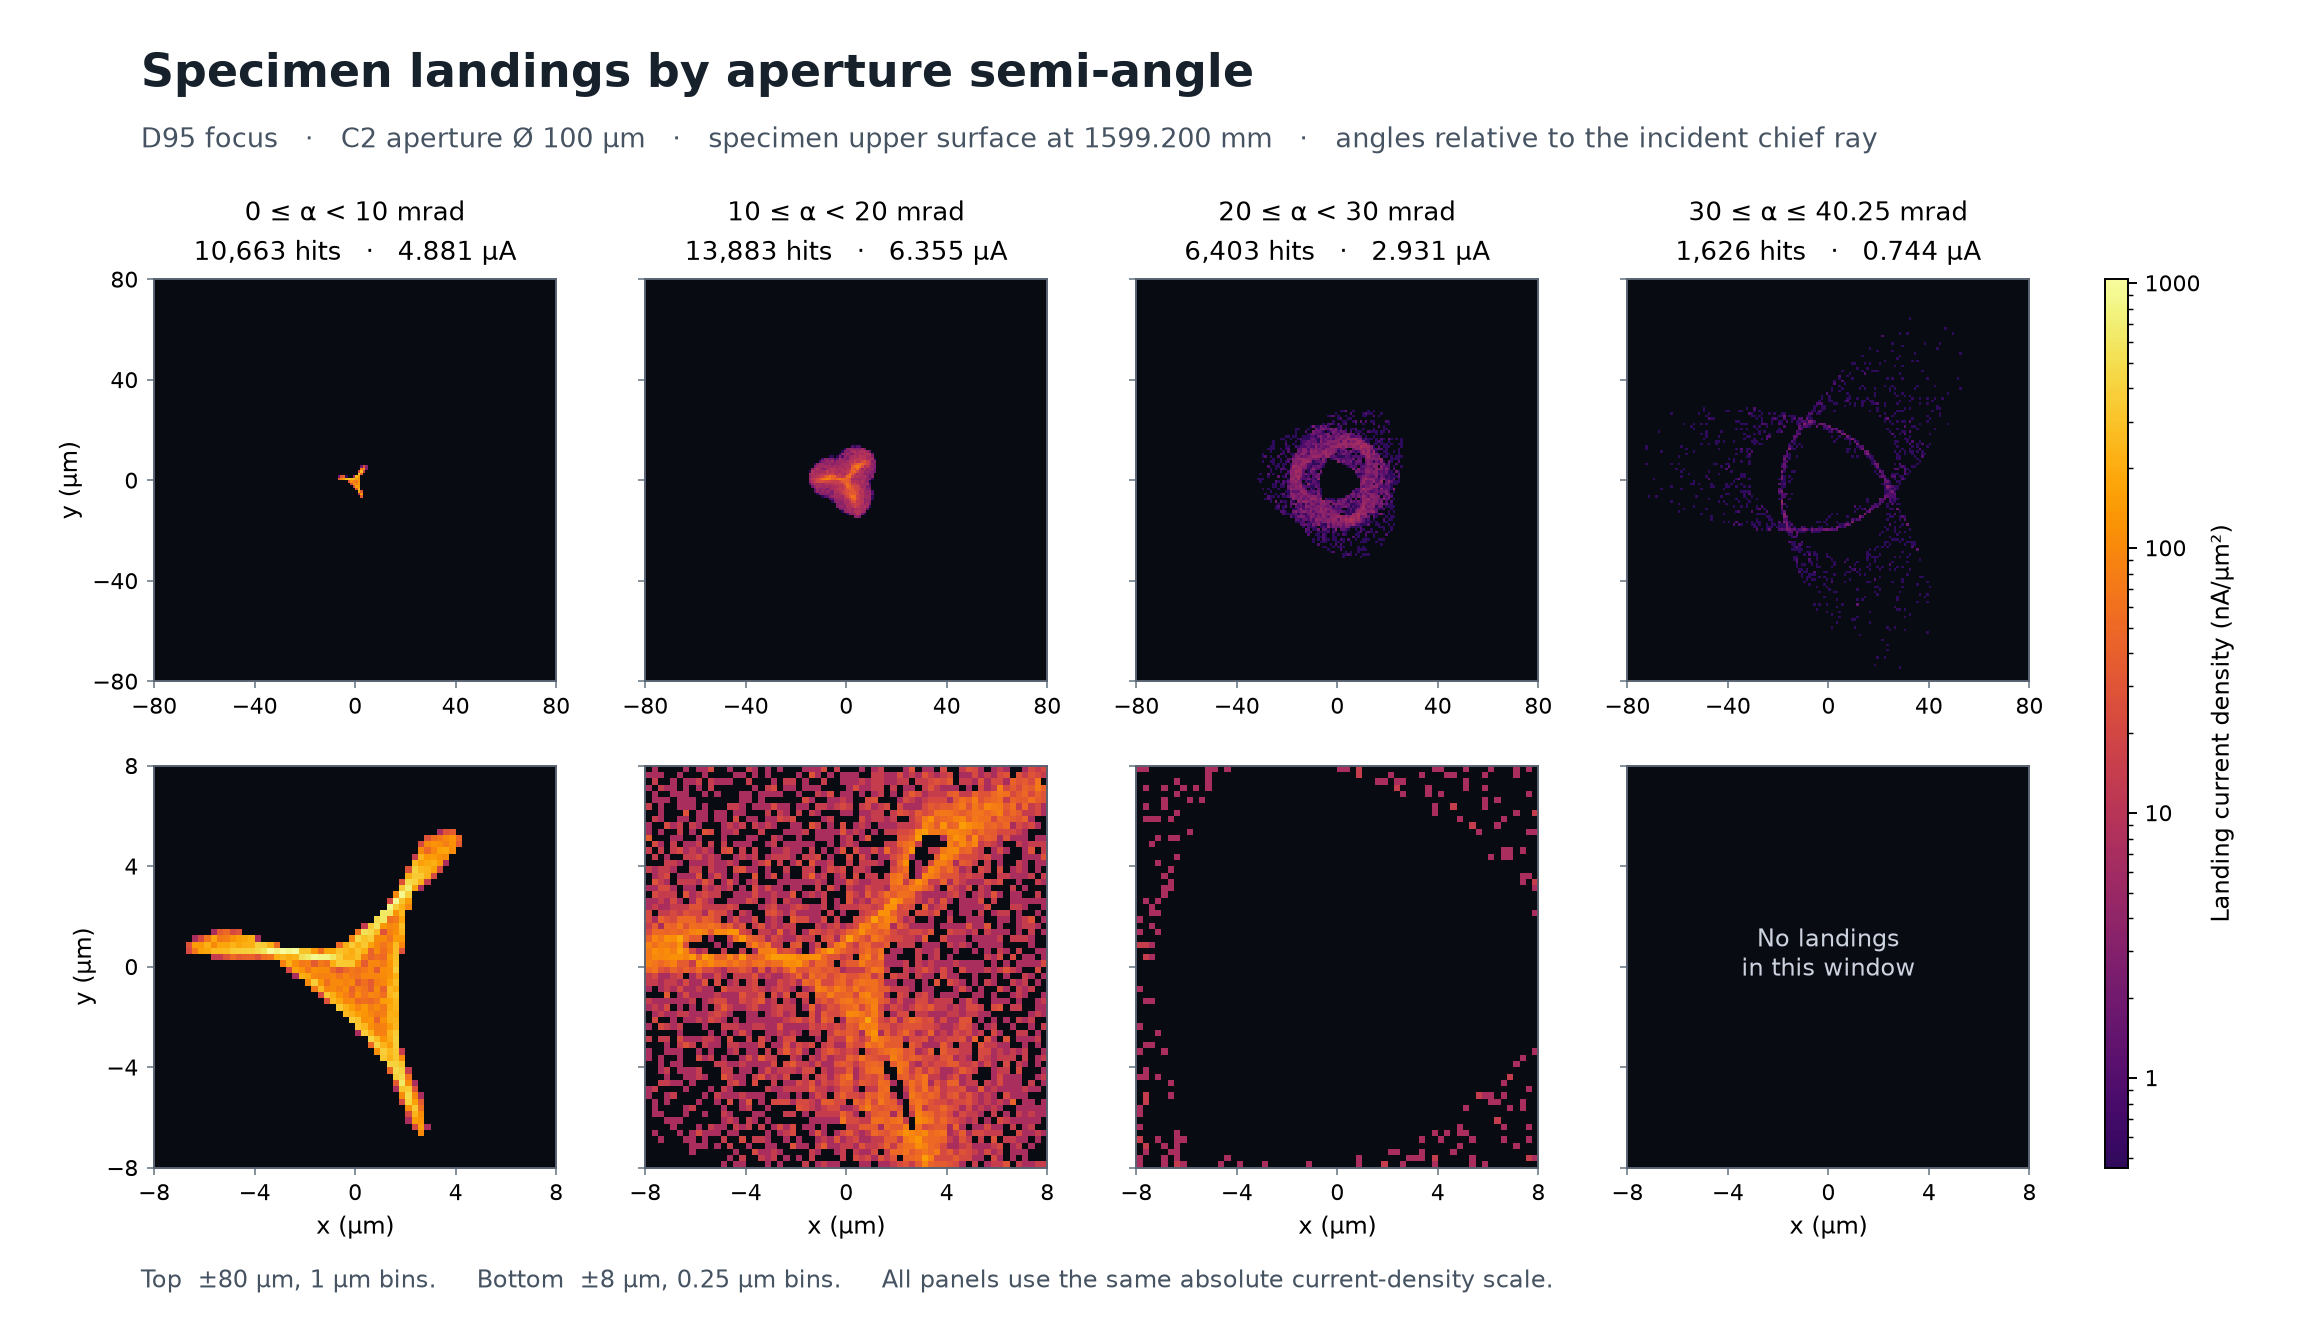 Specimen landings by aperture semi-angle
D95 focus · C2 aperture Ø 100 µm · specimen upper surface at 1599.200 mm · angles relative to the incident chief ray
0 ≤ α < 10 mrad
10,663 hits · 4.881 µA
10 ≤ α < 20 mrad
13,883 hits · 6.355 µA
20 ≤ α < 30 mrad
6,403 hits · 2.931 µA
30 ≤ α ≤ 40.25 mrad
1,626 hits · 0.744 µA
y (µm)
80
40
0
−40
−80
−80 −40 0 40 80
−80 −40 0 40 80
−80 −40 0 40 80
−80 −40 0 40 80
y (µm)
8
4
0
−4
−8
No landings
in this window
−8 −4 0 4 8
−8 −4 0 4 8
−8 −4 0 4 8
−8 −4 0 4 8
x (µm)
x (µm)
x (µm)
x (µm)
1000
100
10
1
Landing current density (nA/µm²)
Top ±80 µm, 1 µm bins. Bottom ±8 µm, 0.25 µm bins. All panels use the same absolute current-density scale.